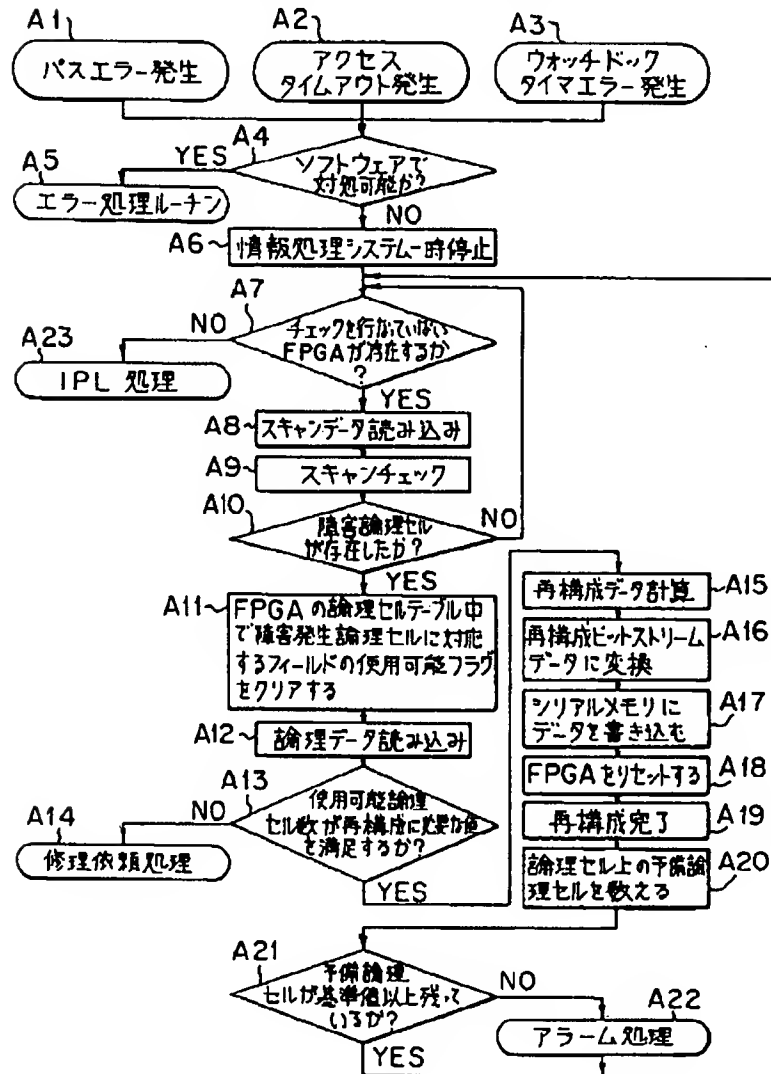 A1
パスエラー発生
A2
アクセス
タイムアウト発生
A3
ウォッチドック
タイマエラー発生
A4
ソフトウェアで
対処可能か?
YES
NO
A5
エラー処理ルーチン
A6
情報処理システム一時停止
A7
チェックを行なっていない
FPGAが存在するか
?
NO
YES
A23
IPL 処理
A8
スキャンデータ読み込み
A9
スキャンチェック
A10
障害論理セル
が存在したか?
NO
YES
A11
FPGAの論理セルテーブル中
で障害発生論理セルに対応
するフィールドの使用可能フラグ
をクリアする
A12
論理データ読み込み
A13
使用可能論理
セル数が再構成に必要な値
を満足するか?
NO
YES
A14
修理依頼処理
再構成データ計算
A15
再構成ビットストリーム
データに変換
A16
シリアルメモリに
データを書き込む
A17
FPGAをリセットする
A18
再構成完了
A19
論理セル上の予備論
理セルを数える
A20
A21
予備論理
セルが基準値以上残って
いるか?
NO
YES
A22
アラーム処理